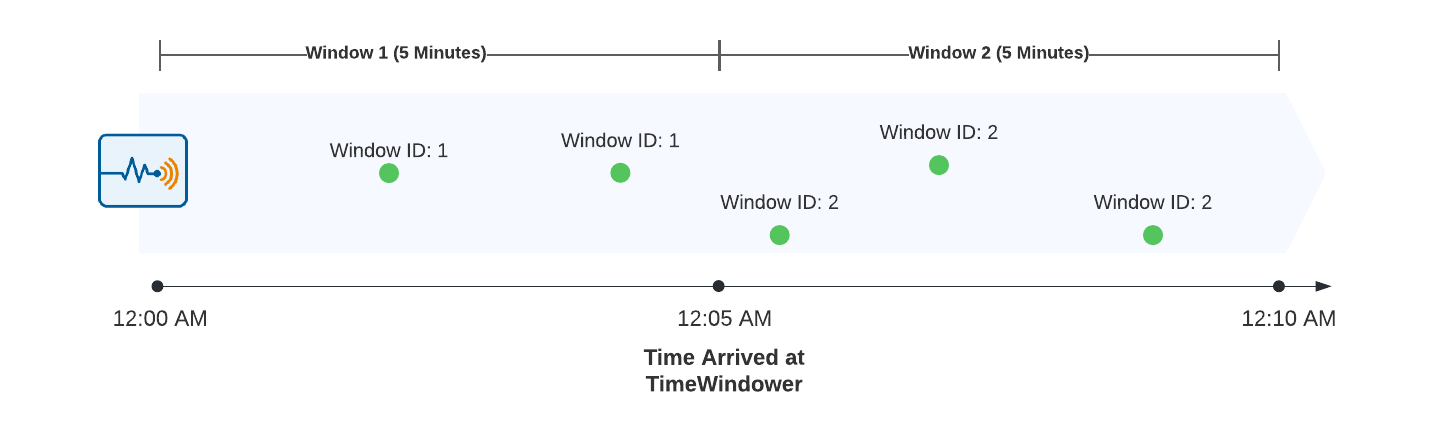 Window 1 (5 Minutes)
Window 2 (5 Minutes)
Window ID: 1
Window ID: 1
Window ID: 2
Window ID: 2
Window ID: 2
12:00 AM
12:05 AM
12:10 AM
Time Arrived at
TimeWindower